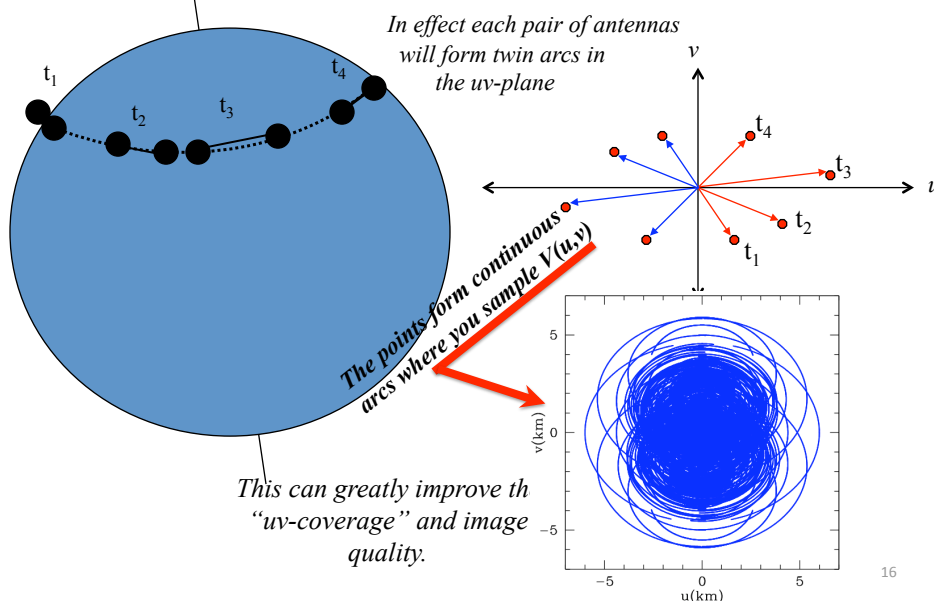 In effect each pair of antennas
will form twin arcs in
the uv-plane
t1
t2
t3
t4
v
t4
t3
t2
t1
The points form continuous
arcs where you sample V(u,v)
This can greatly improve th
“uv-coverage” and image
quality.
5
0
−5
v(km)
−5 0 5
u(km)
16